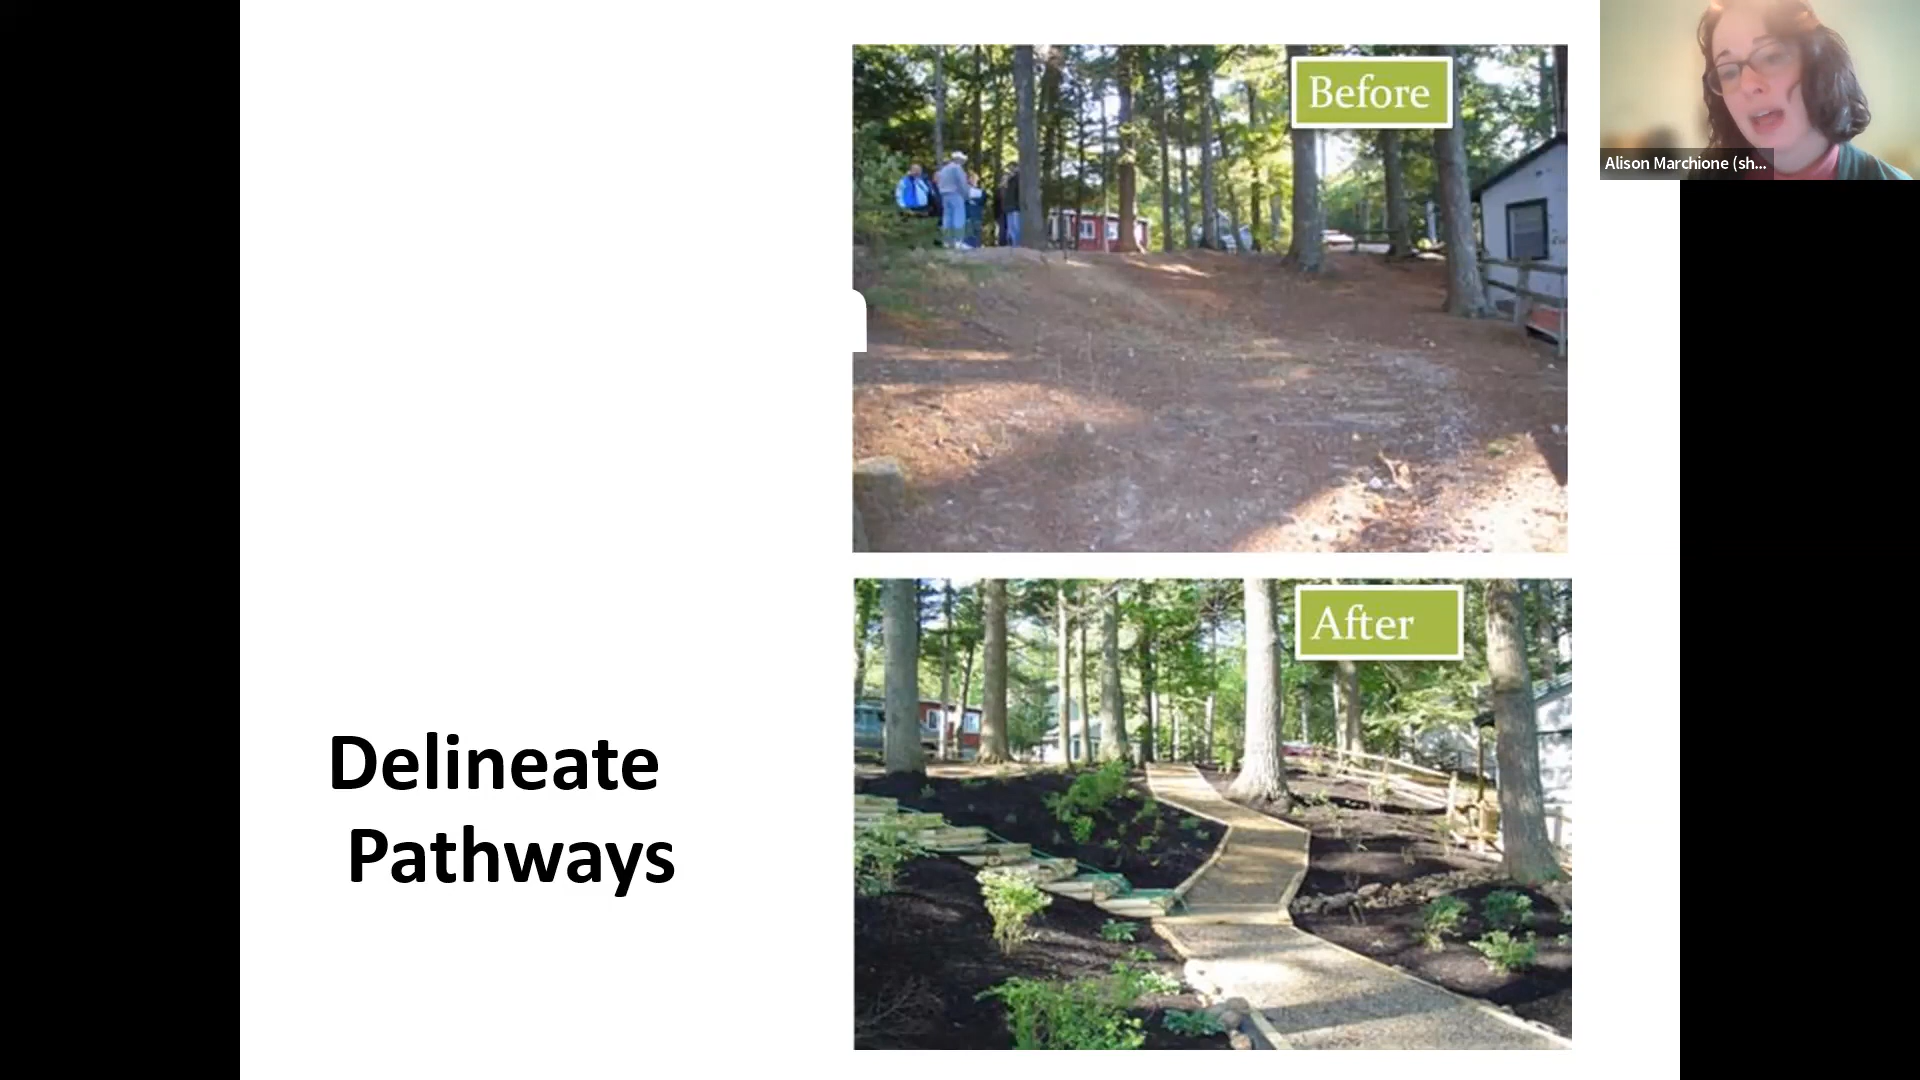 Before
Alison Marchione (sh...
After
Delineate
Pathways